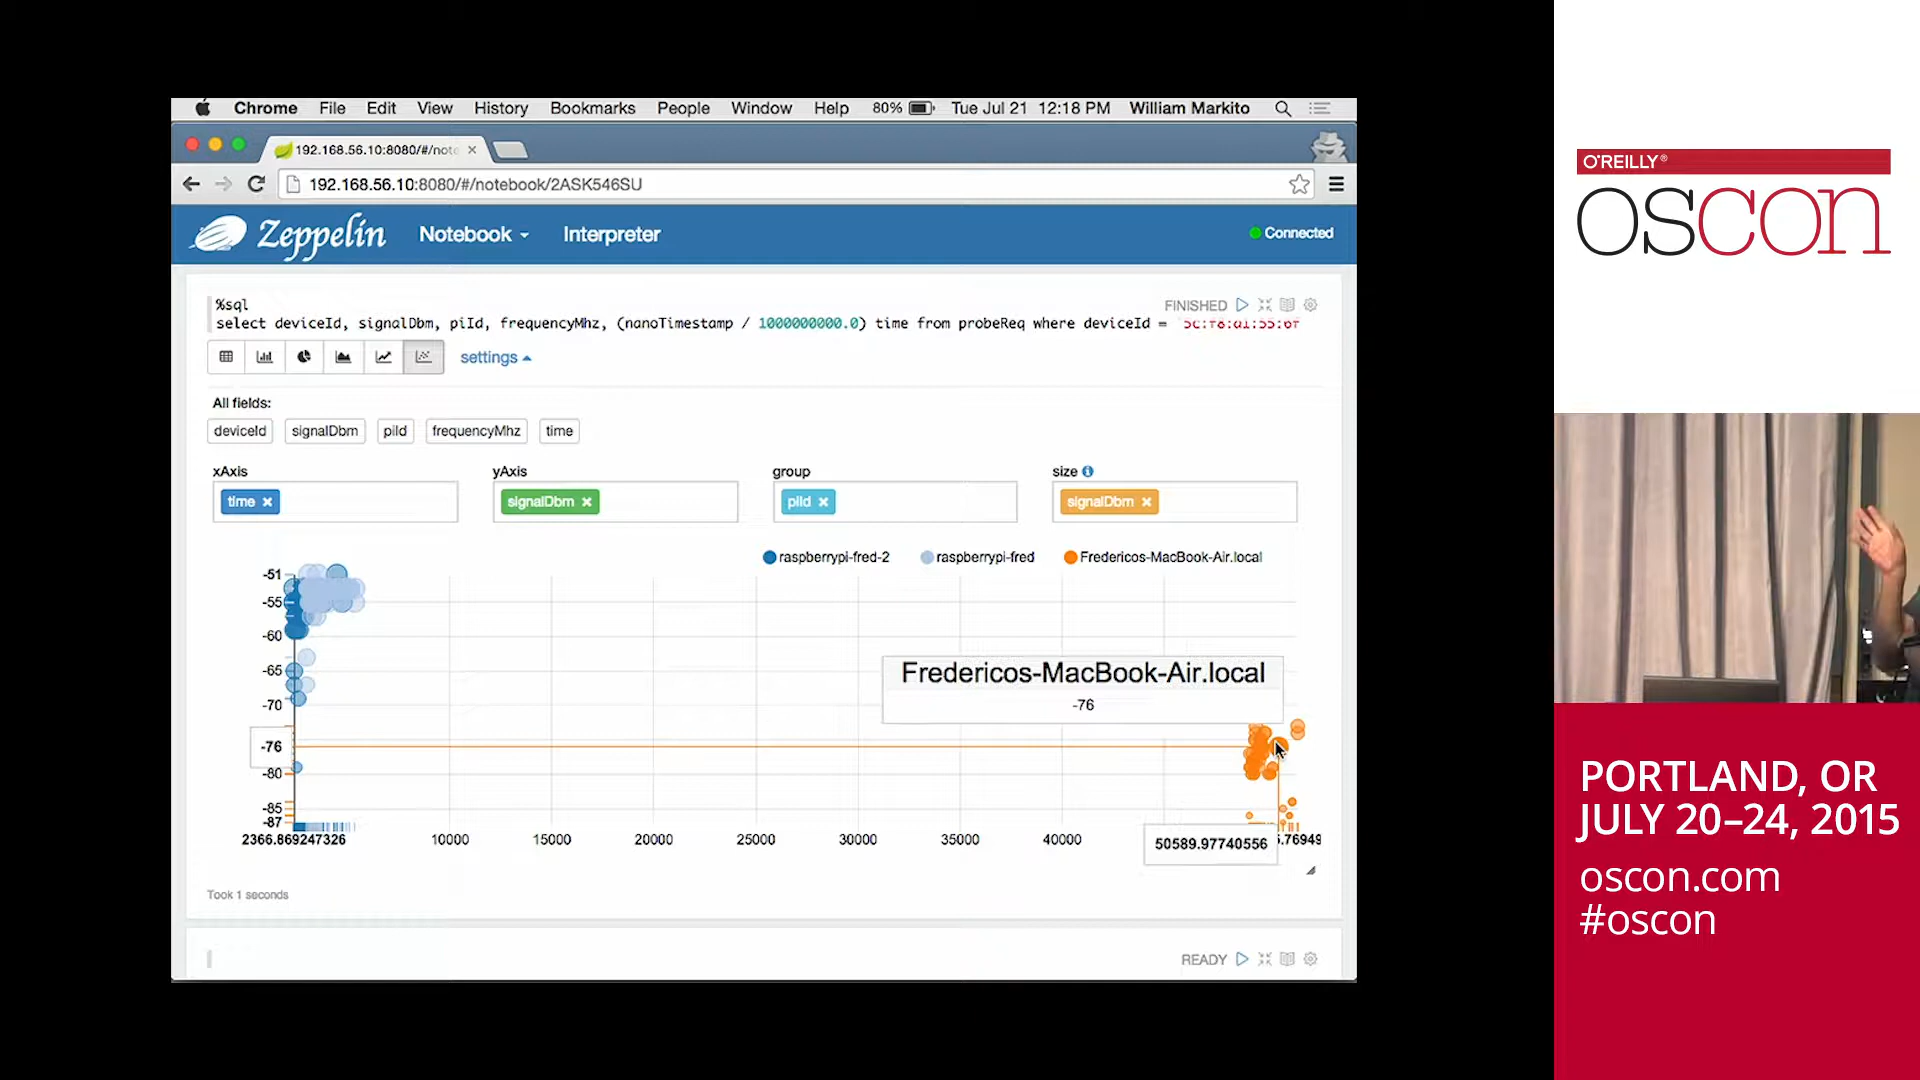 Chrome File Edit View History Bookmarks People Window Help 80% Tue Jul 21 12:18 PM William Markito
192.168.56.10:8080/#/note
192.168.56.10:8080/#/notebook/2ASK546SU
Zeppelin Notebook Interpreter Connected
%sql FINISHED
select deviceId, signalDbm, piId, frequencyMhz, (nanoTimestamp / 1000000000.0) time from probeReq where deviceId =
settings
All fields:
deviceId signalDbm piId frequencyMhz time
xAxis yAxis group size
time signalDbm piId signalDbm
raspberrypi-fred-2 raspberrypi-fred Fredericos-MacBook-Air.local
-51
-55
-60
-65
Fredericos-MacBook-Air.local
-76
-70
-76
-80
-85
-87
2366.869247326 10000 15000 20000 25000 30000 35000 40000 50589.97740556 .76949
Took 1 seconds
READY
O'REILLY®
oscon
PORTLAND, OR
JULY 20–24, 2015
oscon.com
#oscon